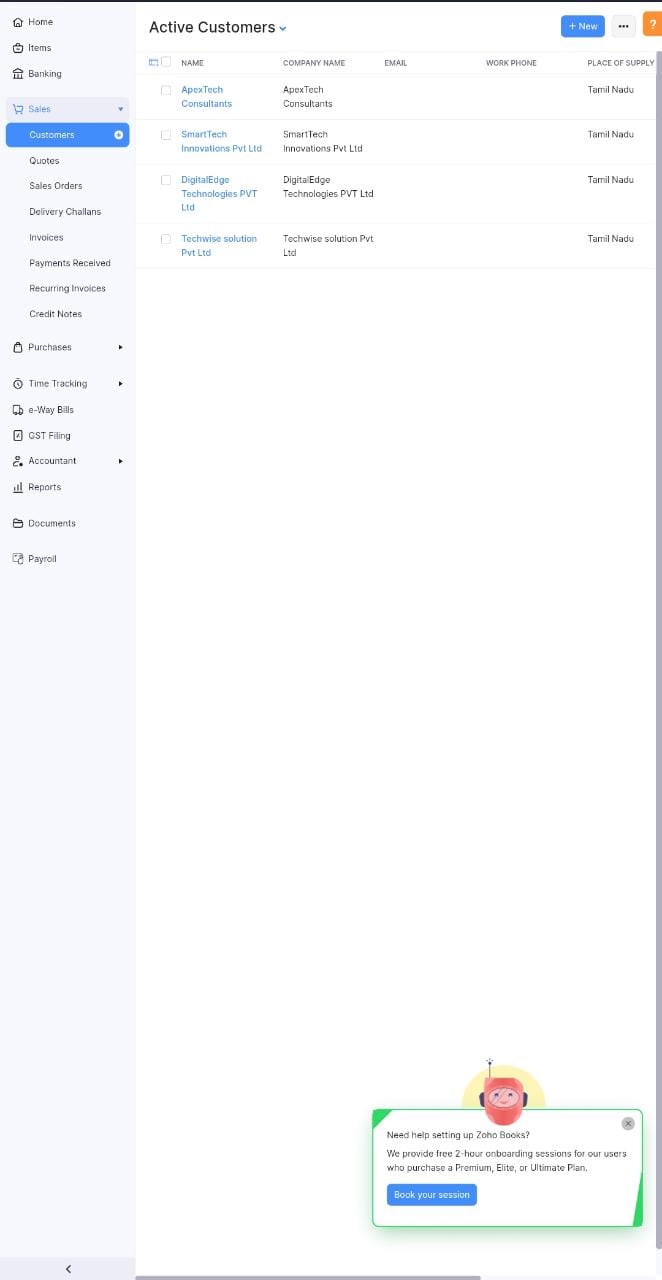 Home
Items
Banking
Sales
Customers
Quotes
Sales Orders
Delivery Challans
Invoices
Payments Received
Recurring Invoices
Credit Notes
Purchases
Time Tracking
e-Way Bills
GST Filing
Accountant
Reports
Documents
Payroll
Active Customers
+ New
?
NAME COMPANY NAME EMAIL WORK PHONE PLACE OF SUPPLY
ApexTech ApexTech Tamil Nadu
Consultants Consultants
SmartTech SmartTech Tamil Nadu
Innovations Pvt Ltd Innovations Pvt Ltd
DigitalEdge DigitalEdge Tamil Nadu
Technologies PVT Technologies PVT Ltd
Ltd
Techwise solution Techwise solution Pvt Tamil Nadu
Pvt Ltd Ltd
Need help setting up Zoho Books?
We provide free 2-hour onboarding sessions for our users
who purchase a Premium, Elite, or Ultimate Plan.
Book your session